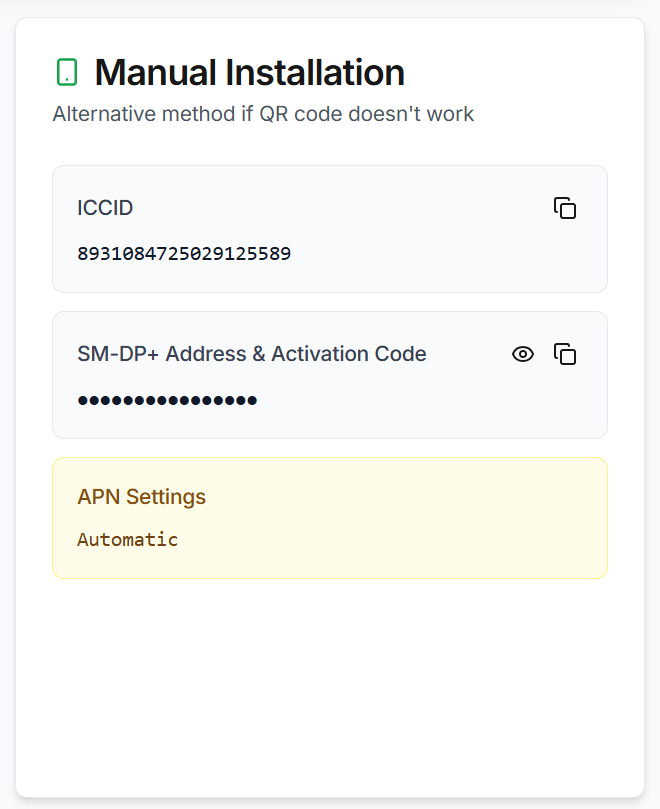 Manual Installation
Alternative method if QR code doesn't work
ICCID
8931084725029125589
SM-DP+ Address & Activation Code
••••••••••••••••
APN Settings
Automatic